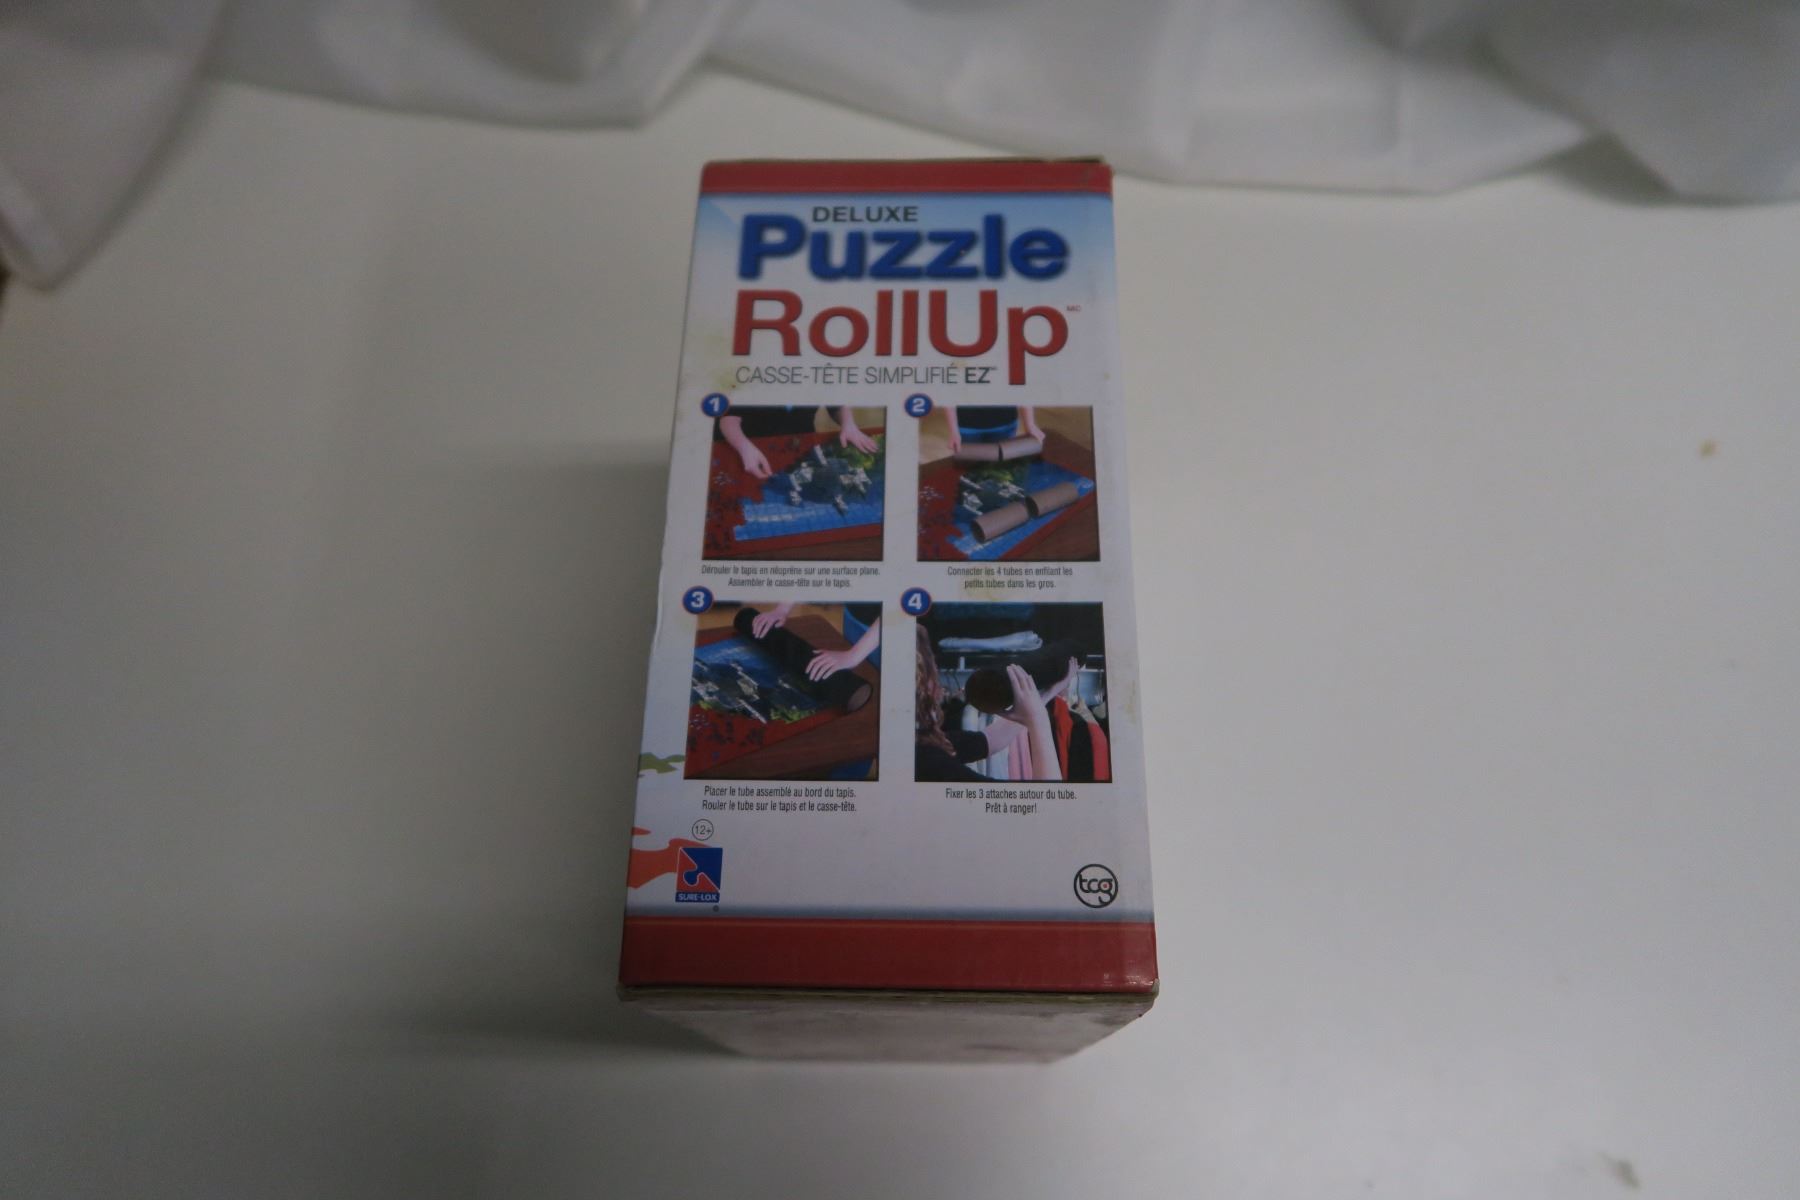 DELUXE
Puzzle
RollUp MC
CASSE-TÊTE SIMPLIFIÉ EZ
1
2
Dérouler le tapis en néoprène sur une surface plane.
Assembler le casse-tête sur le tapis.
Connecter les 4 tubes en enfilant les
petits tubes dans les gros.
3
4
Placer le tube assemblé au bord du tapis.
Rouler le tube sur le tapis et le casse-tête.
Fixer les 3 attaches autour du tube.
Prêt à ranger!
12+
SURE-LOX
®
tcg